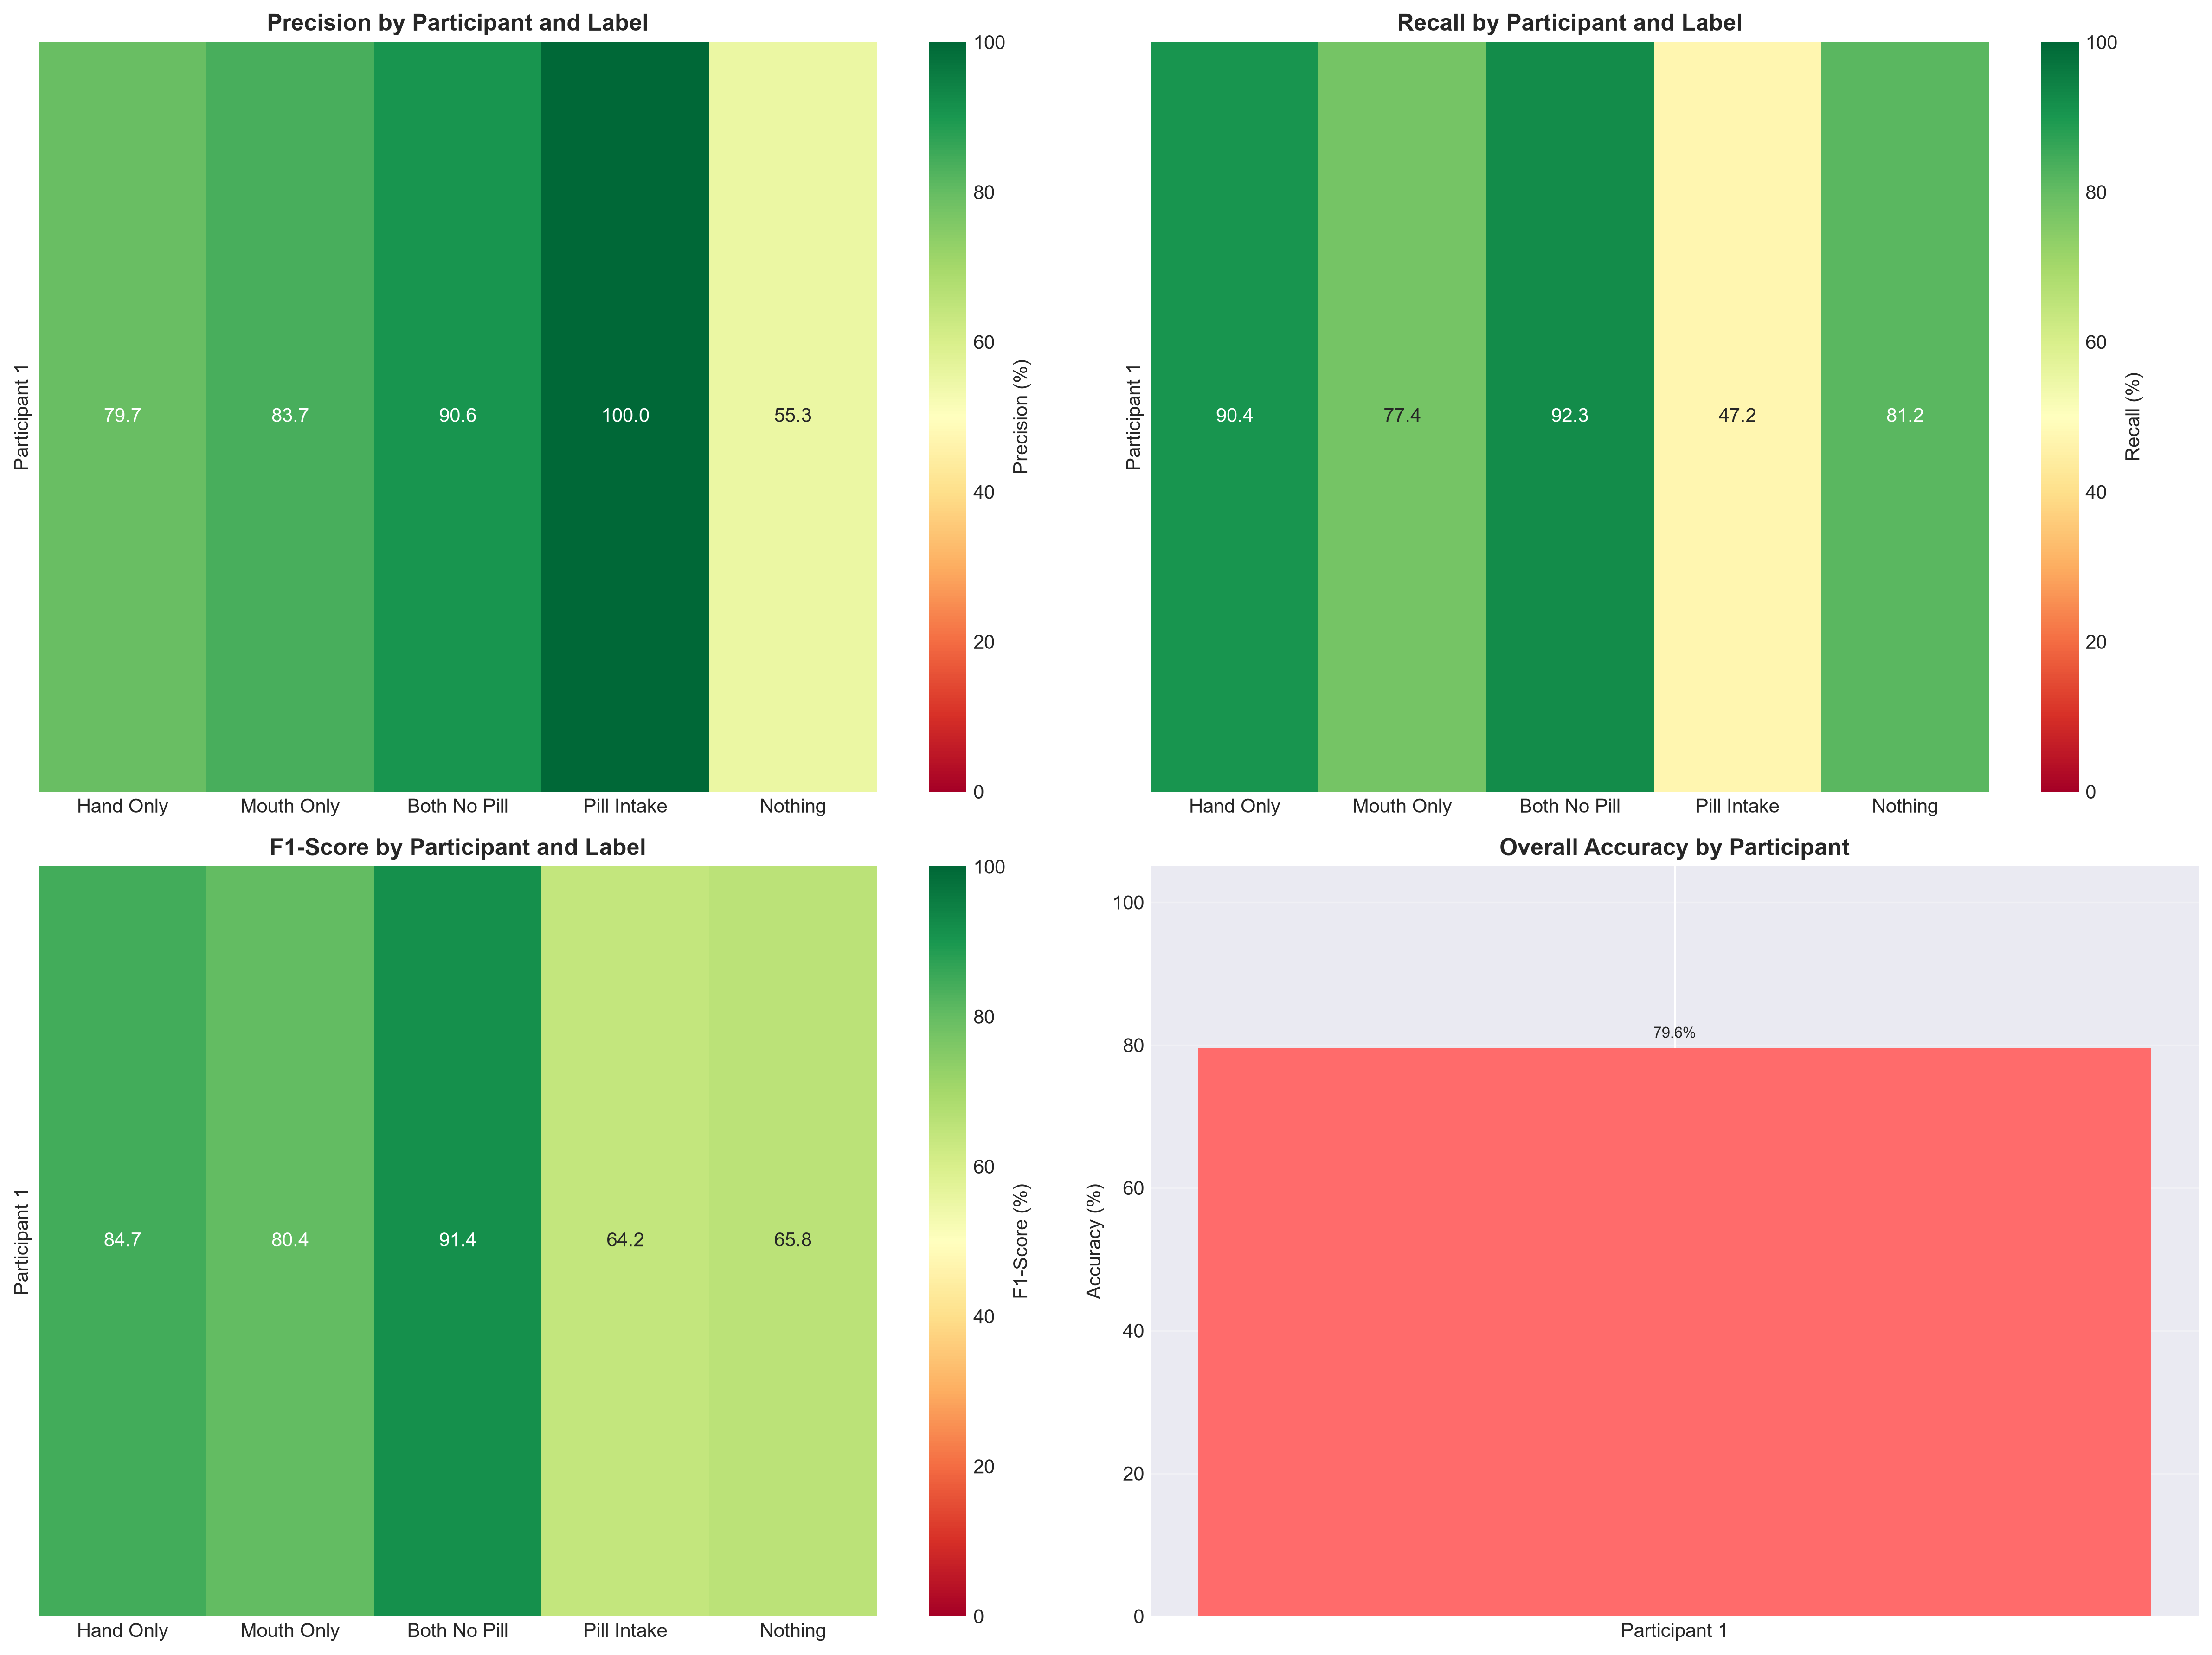 Precision by Participant and Label
Participant 1
79.7 83.7 90.6 100.0 55.3
Hand Only Mouth Only Both No Pill Pill Intake Nothing
100
80
60
40
20
0
Precision (%)
Recall by Participant and Label
Participant 1
90.4 77.4 92.3 47.2 81.2
Hand Only Mouth Only Both No Pill Pill Intake Nothing
100
80
60
40
20
0
Recall (%)
F1-Score by Participant and Label
Participant 1
84.7 80.4 91.4 64.2 65.8
Hand Only Mouth Only Both No Pill Pill Intake Nothing
100
80
60
40
20
0
F1-Score (%)
Overall Accuracy by Participant
Accuracy (%)
100
80
60
40
20
0
79.6%
Participant 1